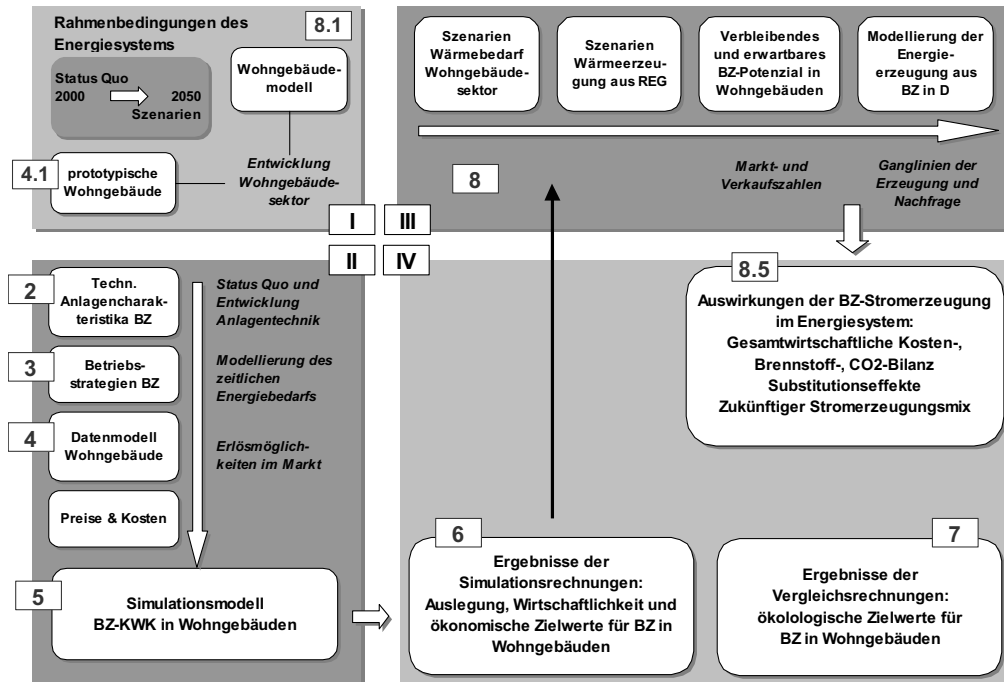 Rahmenbedingungen des
Energiesystems
8.1
Status Quo
2000
2050
Szenarien
Wohngebäude-
modell
4.1
prototypische
Wohngebäude
Entwicklung
Wohngebäude-
sektor
I
III
II
IV
Szenarien
Wärmebedarf
Wohngebäude-
sektor
Szenarien
Wärmeerzeu-
gung aus REG
Verbleibendes
und erwartbares
BZ-Potenzial in
Wohngebäuden
Modellierung der
Energie-
erzeugung aus
BZ in D
8
Markt- und
Verkaufszahlen
Ganglinien der
Erzeugung und
Nachfrage
2
Techn.
Anlagencharak-
teristika BZ
Status Quo und
Entwicklung
Anlagentechnik
3
Betriebs-
strategien BZ
Modellierung des
zeitlichen
Energiebedarfs
4
Datenmodell
Wohngebäude
Erlösmöglich-
keiten im Markt
Preise & Kosten
5
Simulationsmodell
BZ-KWK in Wohngebäuden
8.5
Auswirkungen der BZ-Stromerzeugung
im Energiesystem:
Gesamtwirtschaftliche Kosten-,
Brennstoff-, CO2-Bilanz
Substitutionseffekte
Zukünftiger Stromerzeugungsmix
6
Ergebnisse der
Simulationsrechnungen:
Auslegung, Wirtschaftlichkeit und
ökonomische Zielwerte für BZ in
Wohngebäuden
7
Ergebnisse der
Vergleichsrechnungen:
ökolologische Zielwerte für
BZ in Wohngebäuden